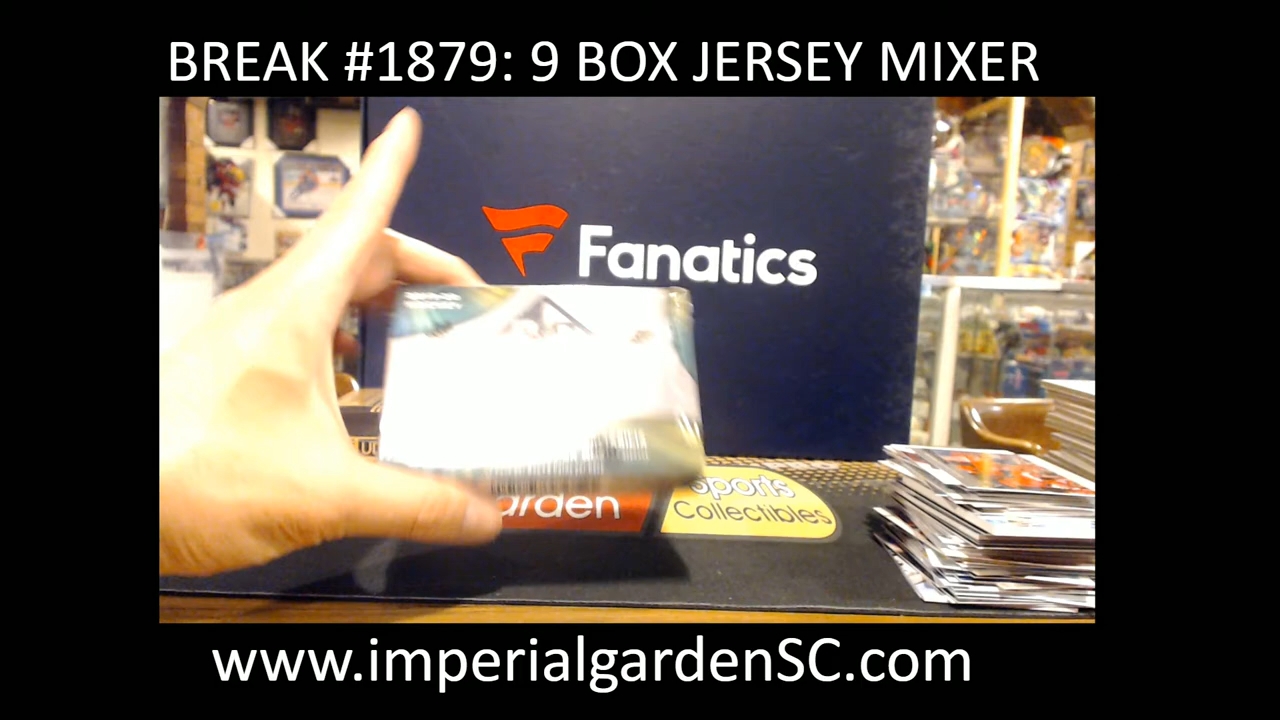 BREAK #1879: 9 BOX JERSEY MIXER
Fanatics
arden
Sports
Collectibles
www.imperialgardenSC.com